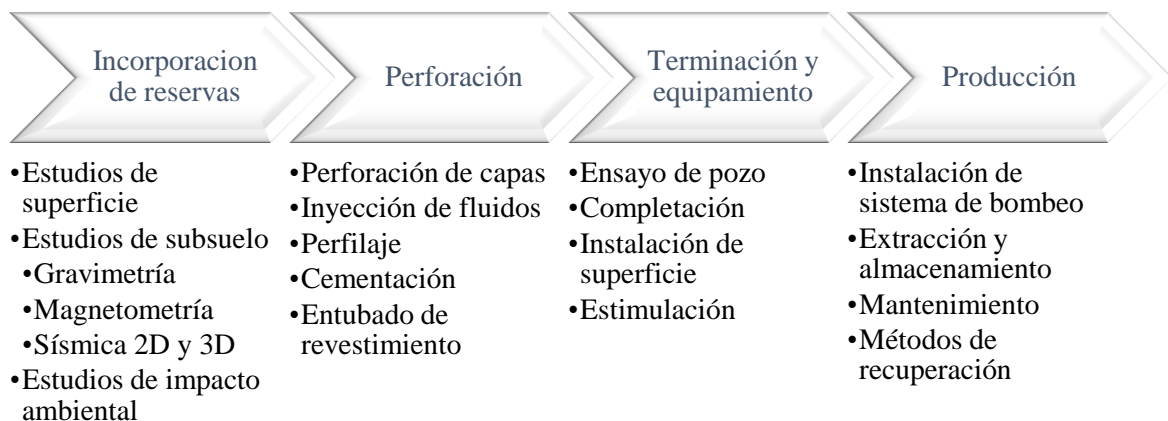 Incorporacion
de reservas
Perforación
Terminación y
equipamiento
Producción
•Estudios de
superficie
•Estudios de subsuelo
•Gravimetría
•Magnetometría
•Sísmica 2D y 3D
•Estudios de impacto
ambiental
•Perforación de capas
•Inyección de fluidos
•Perfilaje
•Cementación
•Entubado de
revestimiento
•Ensayo de pozo
•Completación
•Instalación de
superficie
•Estimulación
•Instalación de
sistema de bombeo
•Extracción y
almacenamiento
•Mantenimiento
•Métodos de
recuperación